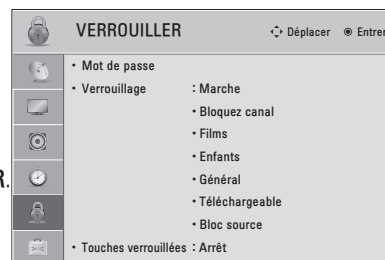 VERROUILLER Déplacer Entrer
• Mot de passe
• Verrouillage : Marche
• Bloquez canal
• Films
• Enfants
R. • Général
• Téléchargeable
• Bloc source
• Touches verrouillées : Arrêt